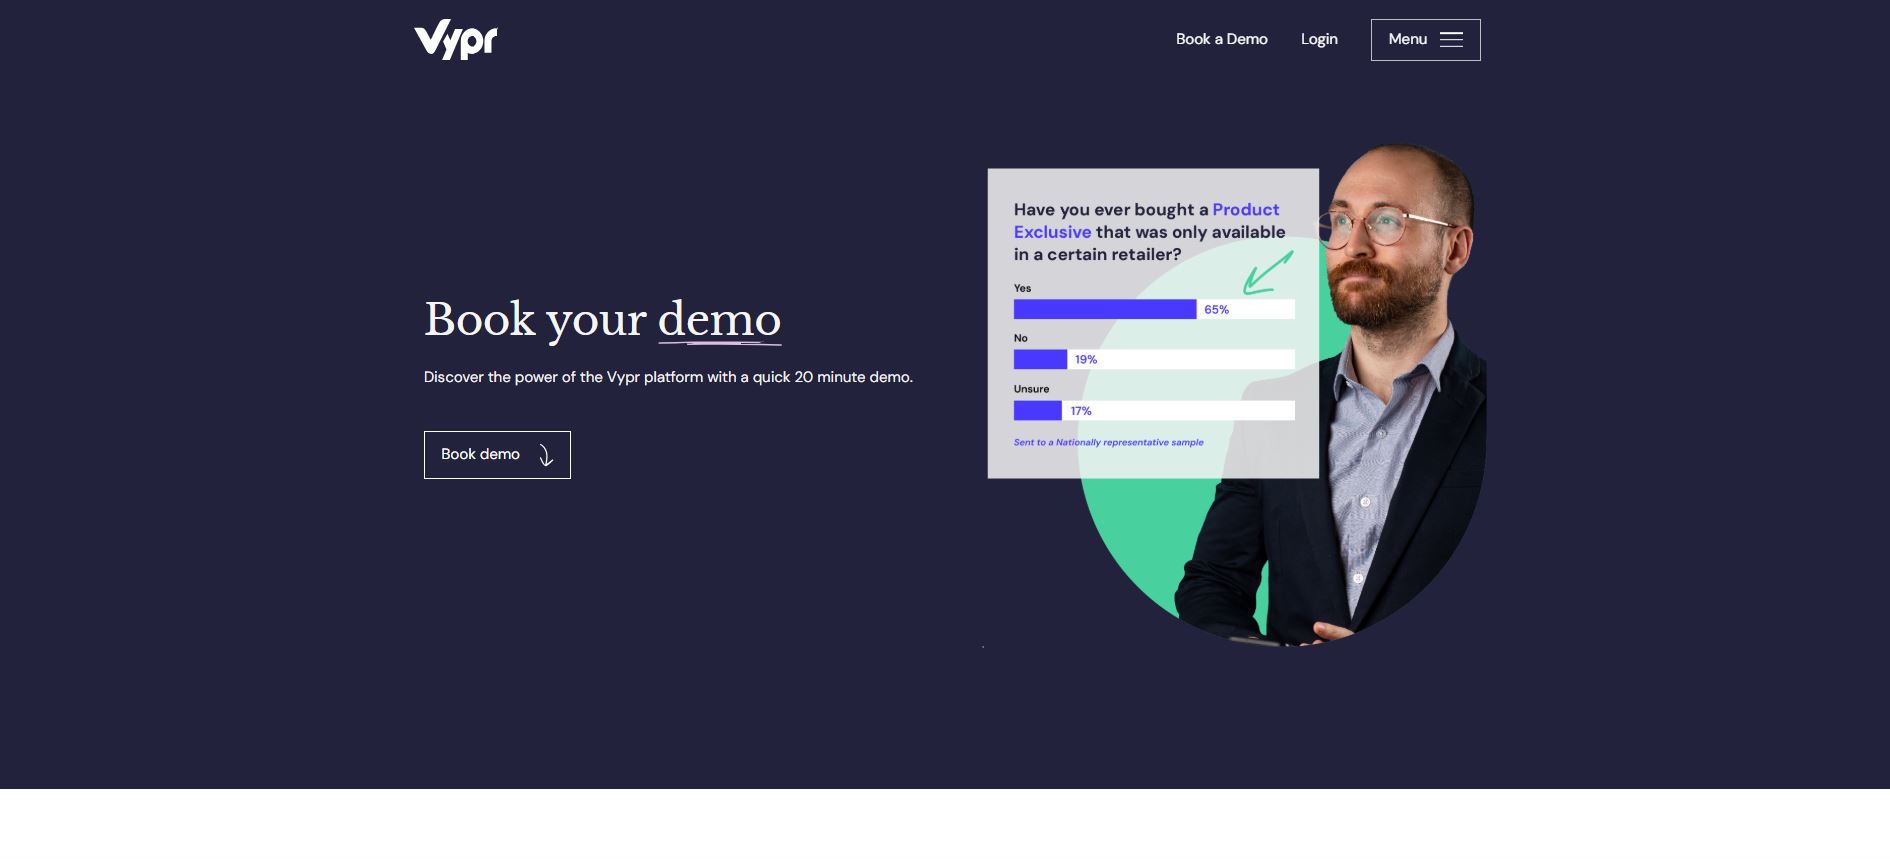 Vypr
Book a Demo
Login
Menu
Book your demo
Discover the power of the Vypr platform with a quick 20 minute demo.
Book demo
Have you ever bought a Product
Exclusive that was only available
in a certain retailer?
Yes
65%
No
19%
Unsure
17%
Sent to a Nationally representative sample